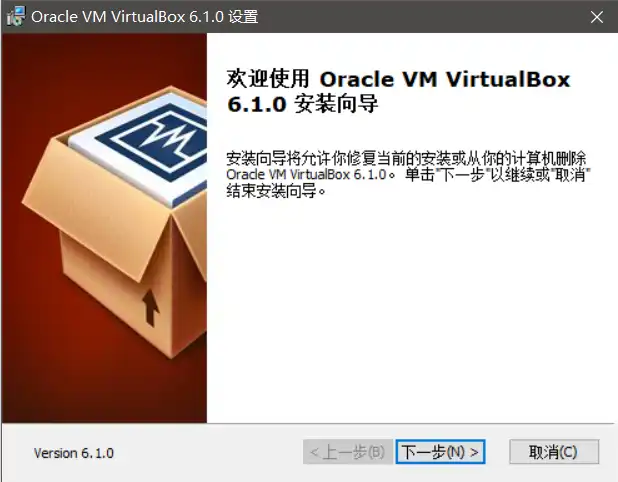 Oracle VM VirtualBox 6.1.0 设置
欢迎使用 Oracle VM VirtualBox
6.1.0 安装向导
安装向导将允许你修复当前的安装或从你的计算机删除
Oracle VM VirtualBox 6.1.0。 单击"下一步"以继续或"取消"
结束安装向导。
Version 6.1.0
< 上一步(B)
下一步(N) >
取消(C)